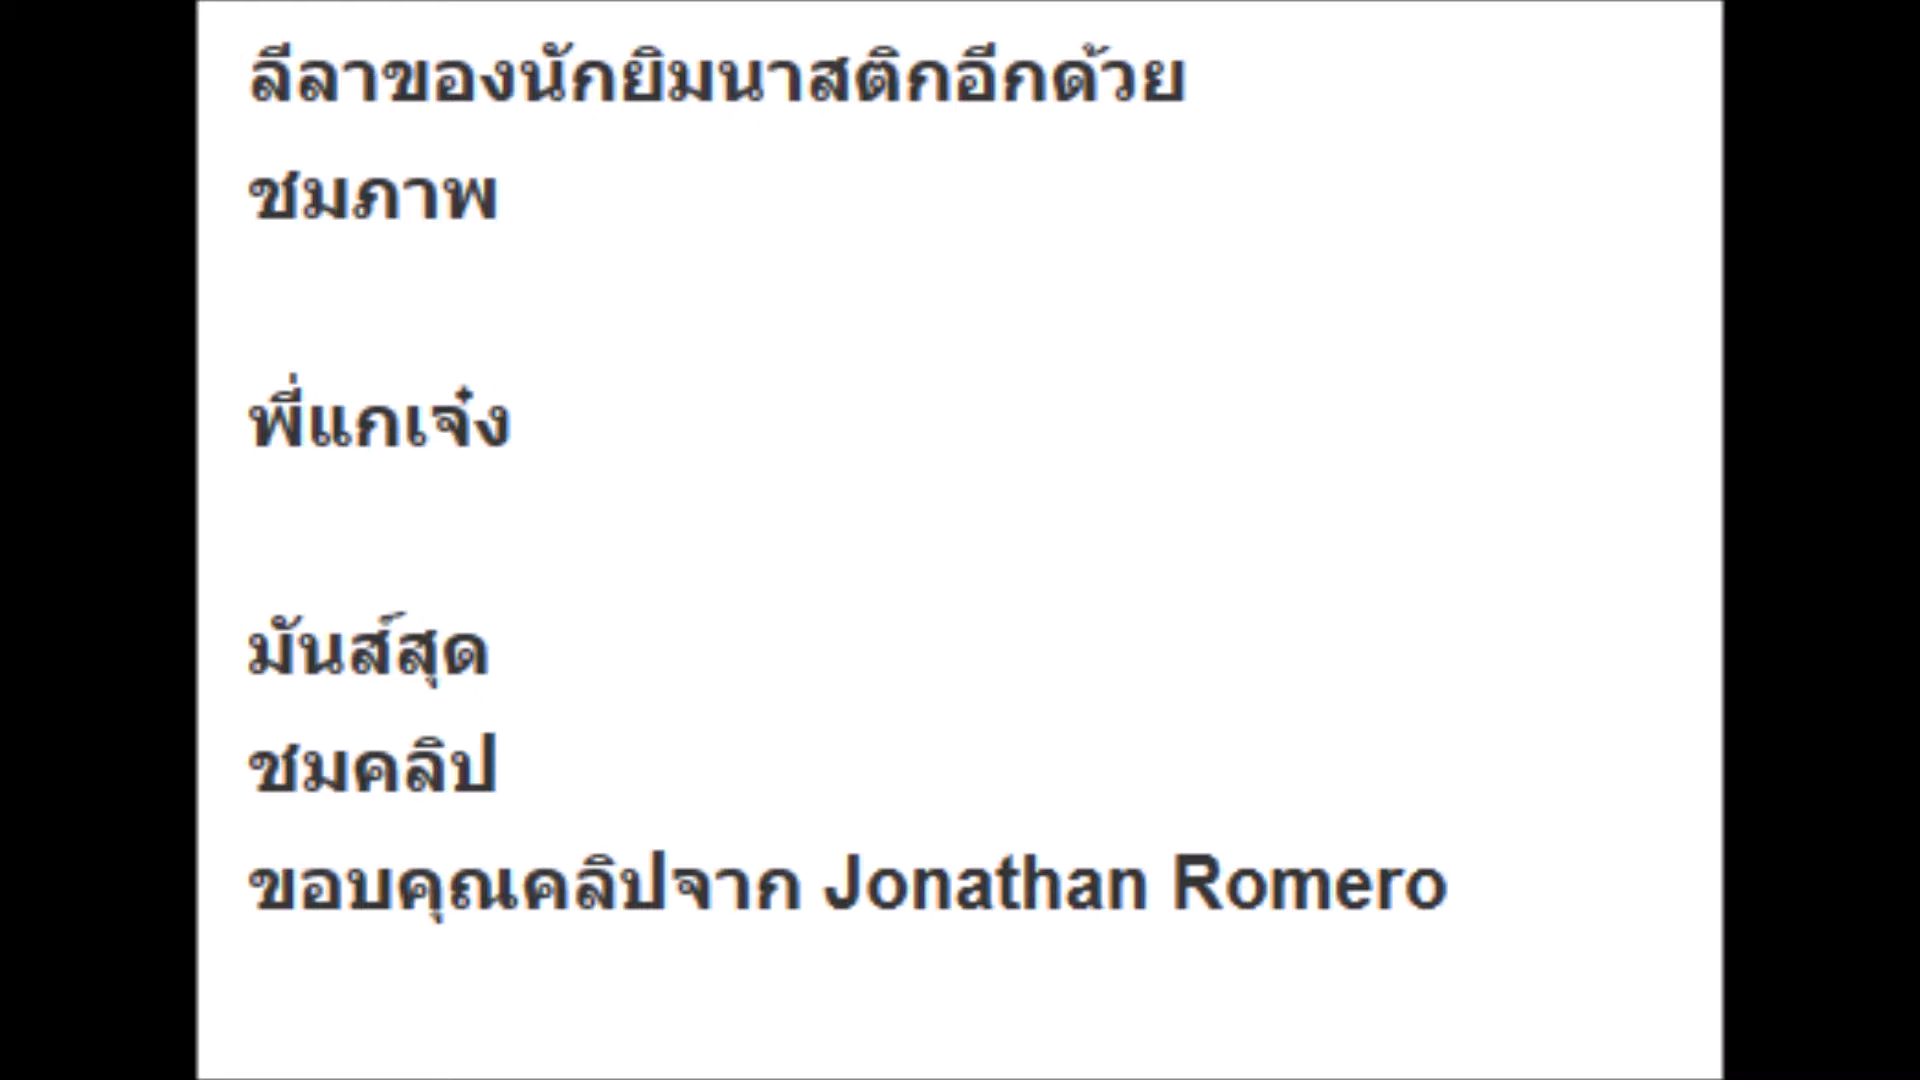 ลีลาของนักยิมนาสติกอีกด้วย
ชมภาพ
พี่แกเจ๋ง
มันส์สุด
ชมคลิป
ขอบคุณคลิปจาก Jonathan Romero